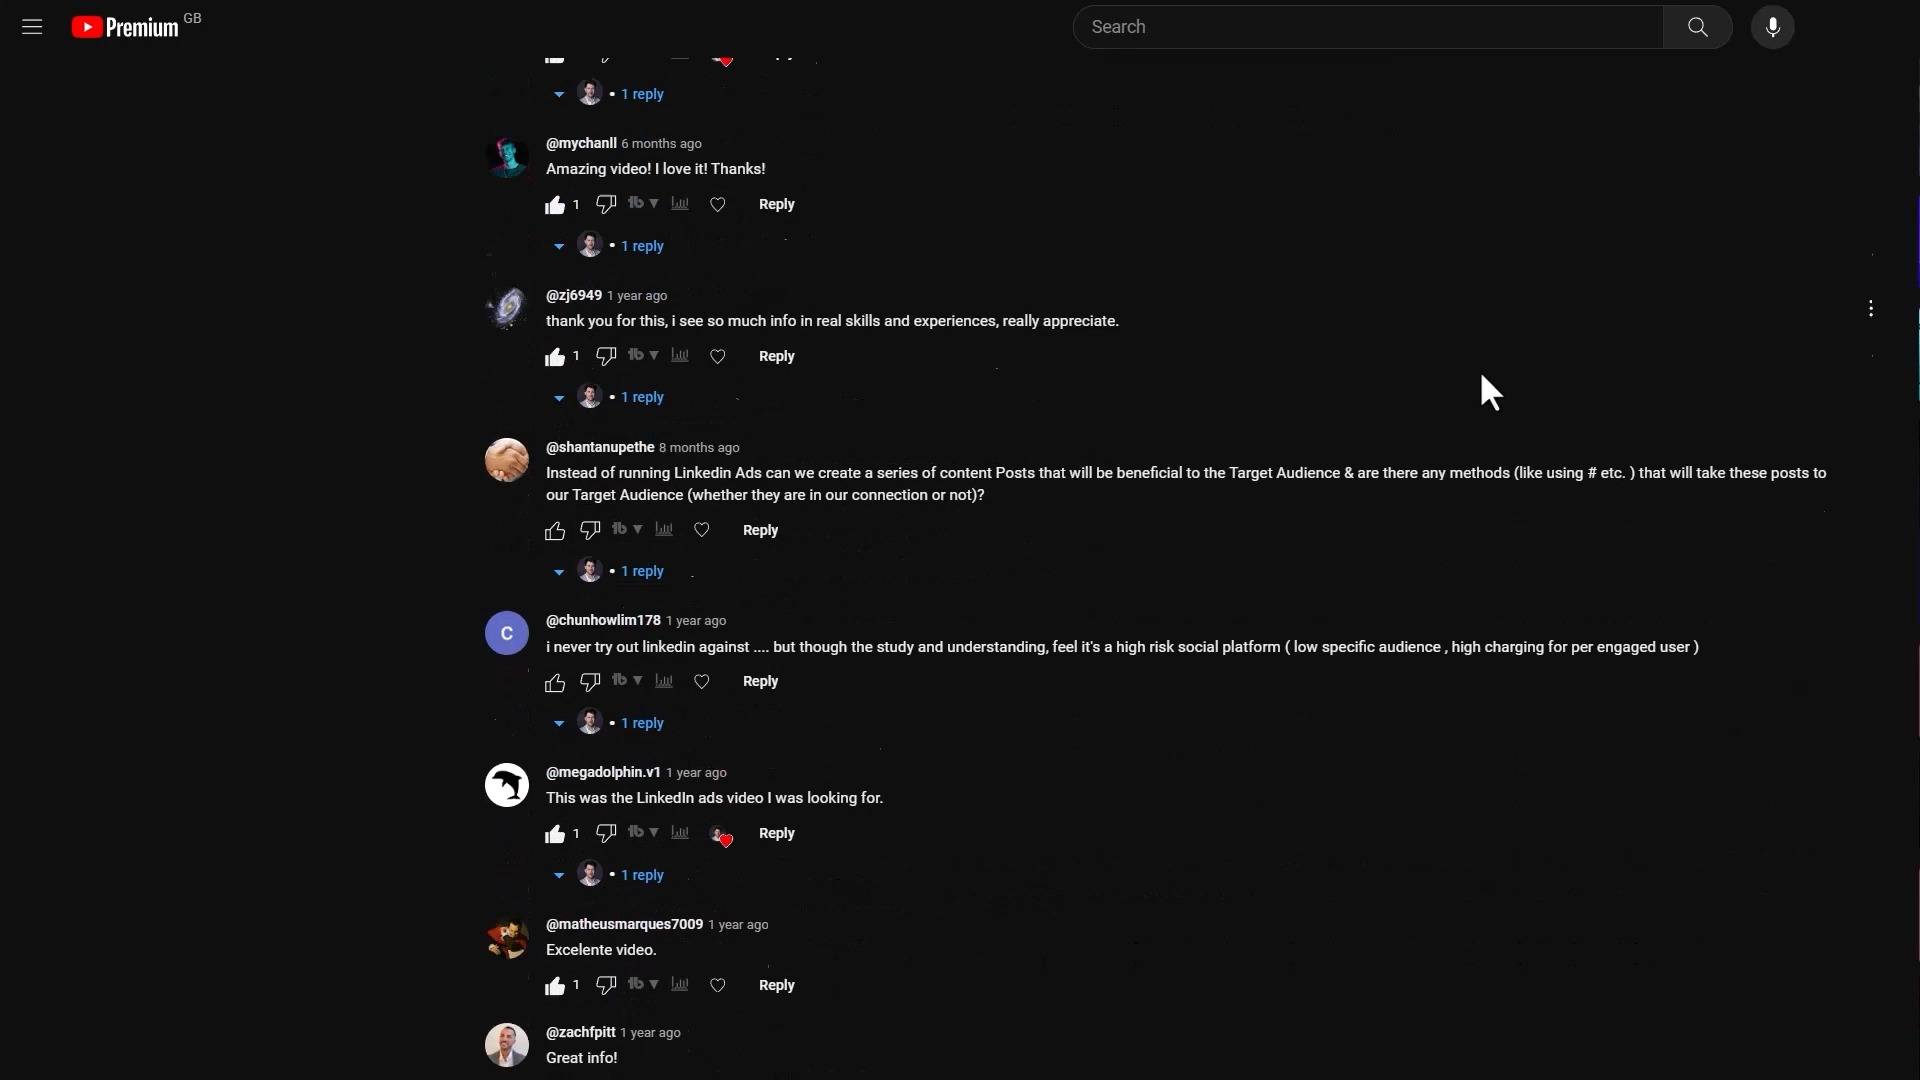 Premium GB
Search
1 reply
@mychanll 6 months ago
Amazing video! I love it! Thanks!
1 Reply
1 reply
@zj6949 1 year ago
thank you for this, i see so much info in real skills and experiences, really appreciate.
1 Reply
1 reply
@shantanupethe 8 months ago
Instead of running Linkedin Ads can we create a series of content Posts that will be beneficial to the Target Audience & are there any methods (like using # etc. ) that will take these posts to
our Target Audience (whether they are in our connection or not)?
Reply
1 reply
C
@chunhowlim178 1 year ago
i never try out linkedin against .... but though the study and understanding, feel it's a high risk social platform ( low specific audience , high charging for per engaged user )
Reply
1 reply
@megadolphin.v1 1 year ago
This was the LinkedIn ads video I was looking for.
1 Reply
1 reply
@matheusmarques7009 1 year ago
Excelente video.
1 Reply
@zachfpitt 1 year ago
Great info!